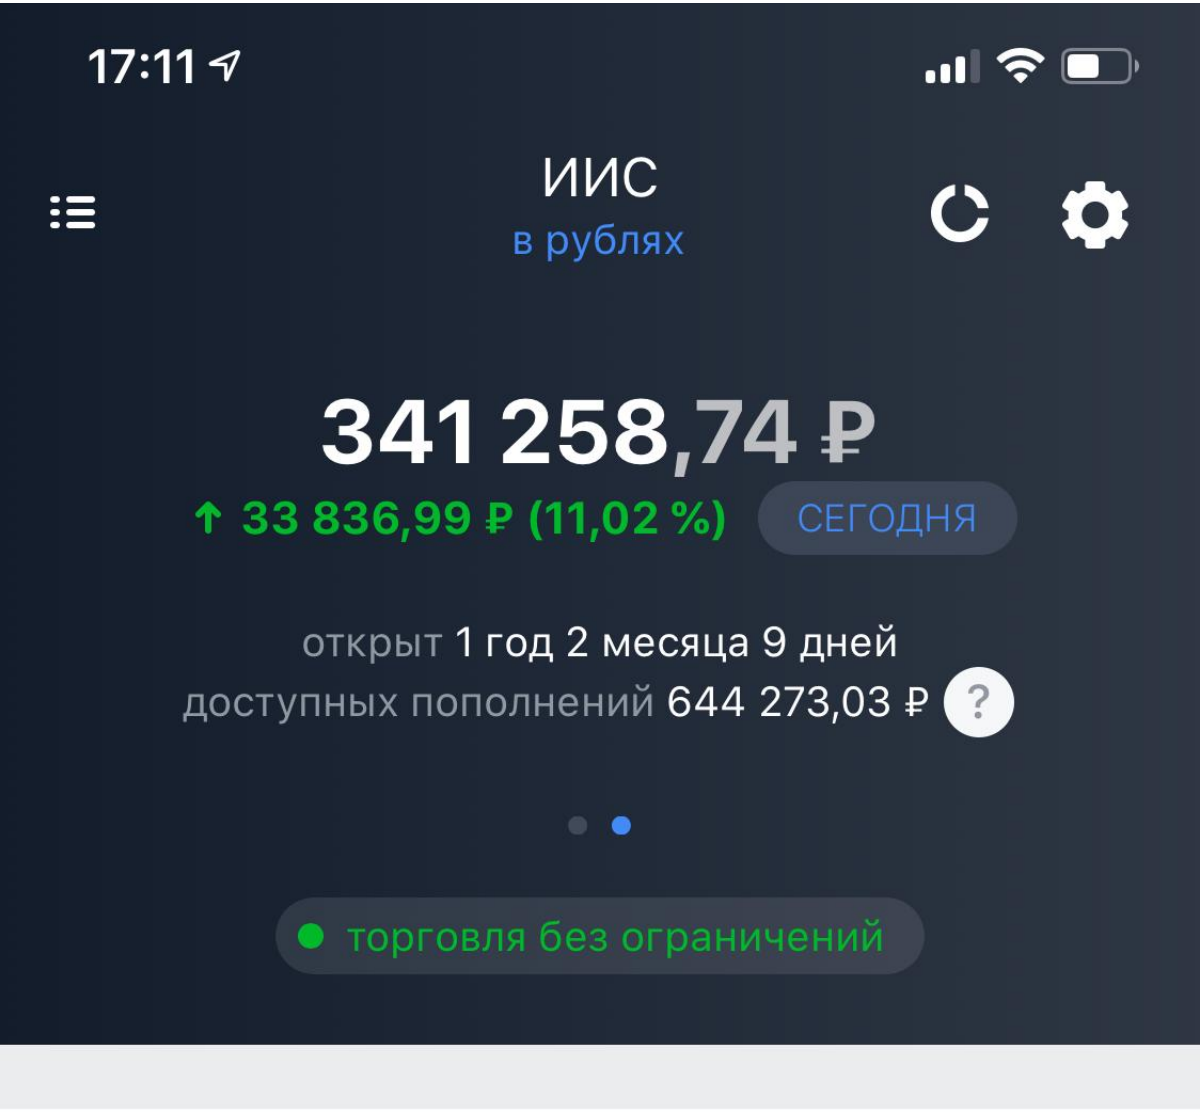 17:11
ИИС
в рублях
341 258,74 ₽
↑ 33 836,99 ₽ (11,02 %) СЕГОДНЯ
открыт 1 год 2 месяца 9 дней
доступных пополнений 644 273,03 ₽ ?
торговля без ограничений